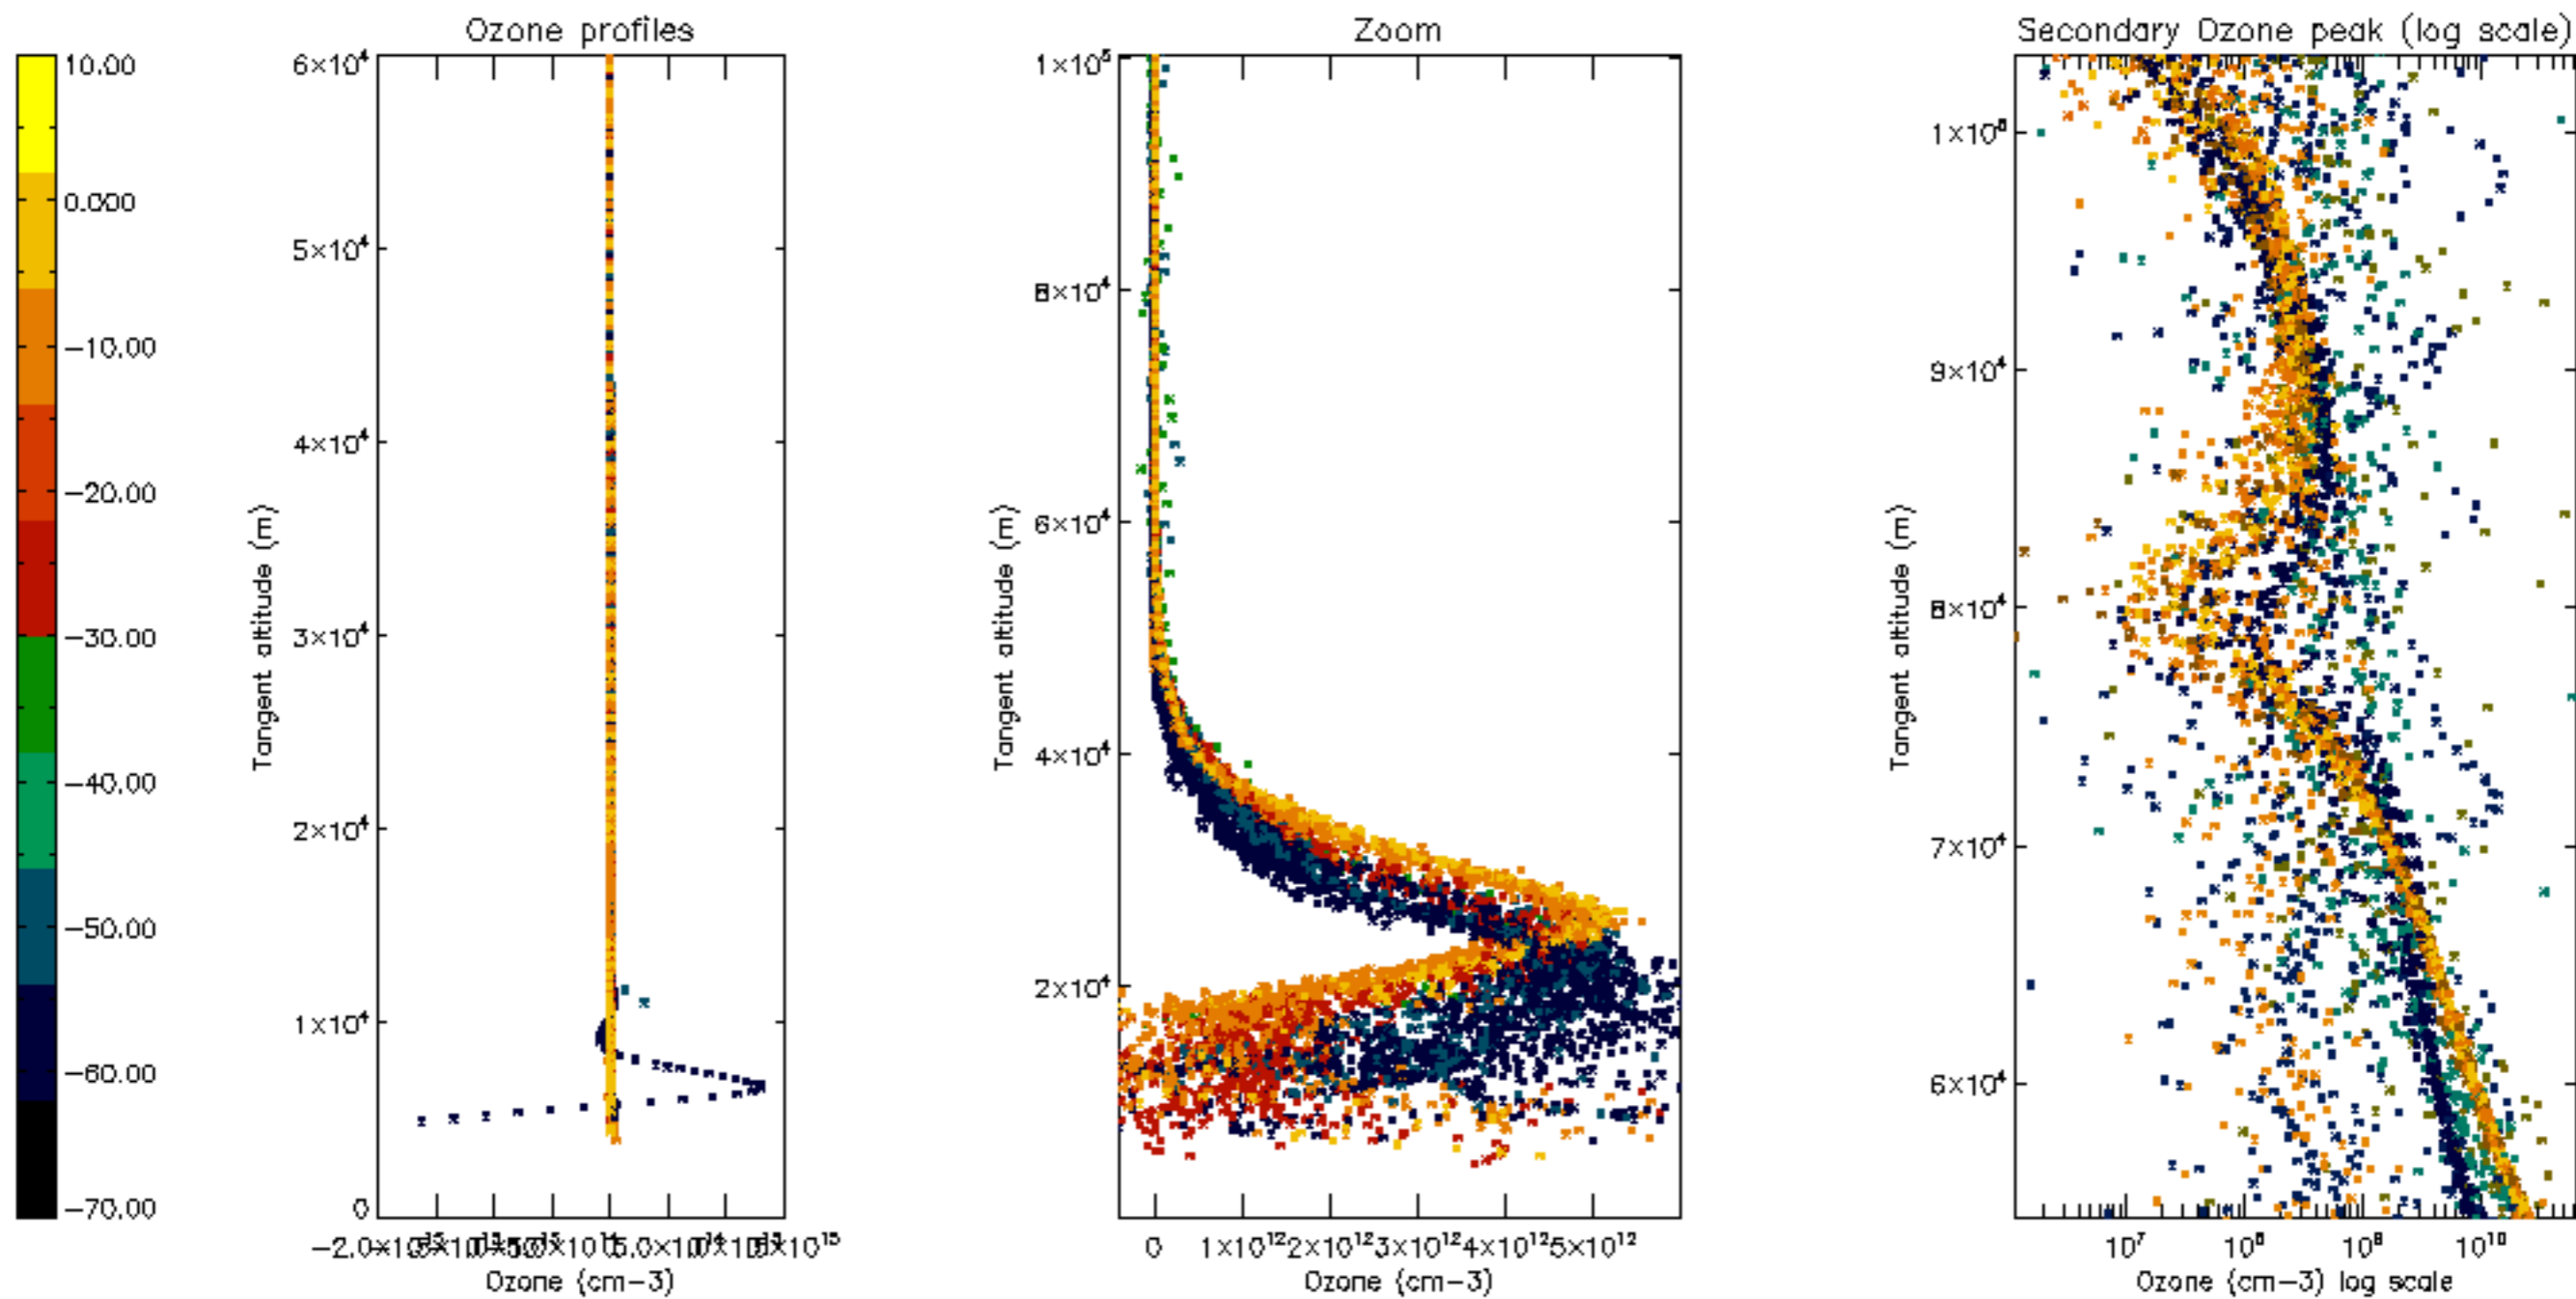 Ozone profiles
Zoom
Secondary Ozone peak (log scale)
10.00
0.000
-10.00
-20.00
-30.00
-40.00
-50.00
-60.00
-70.00
6×10⁴
5×10⁴
4×10⁴
3×10⁴
2×10⁴
1×10⁴
0
Tangent altitude (m)
Ozone (cm-3)
1×10⁵
8×10⁴
6×10⁴
4×10⁴
2×10⁴
Tangent altitude (m)
0 1×10¹² 2×10¹² 3×10¹² 4×10¹² 5×10¹²
Ozone (cm-3)
9×10⁴
8×10⁴
7×10⁴
6×10⁴
Tangent altitude (m)
10⁷ 10⁸ 10⁹ 10¹⁰
Ozone (cm-3) log scale